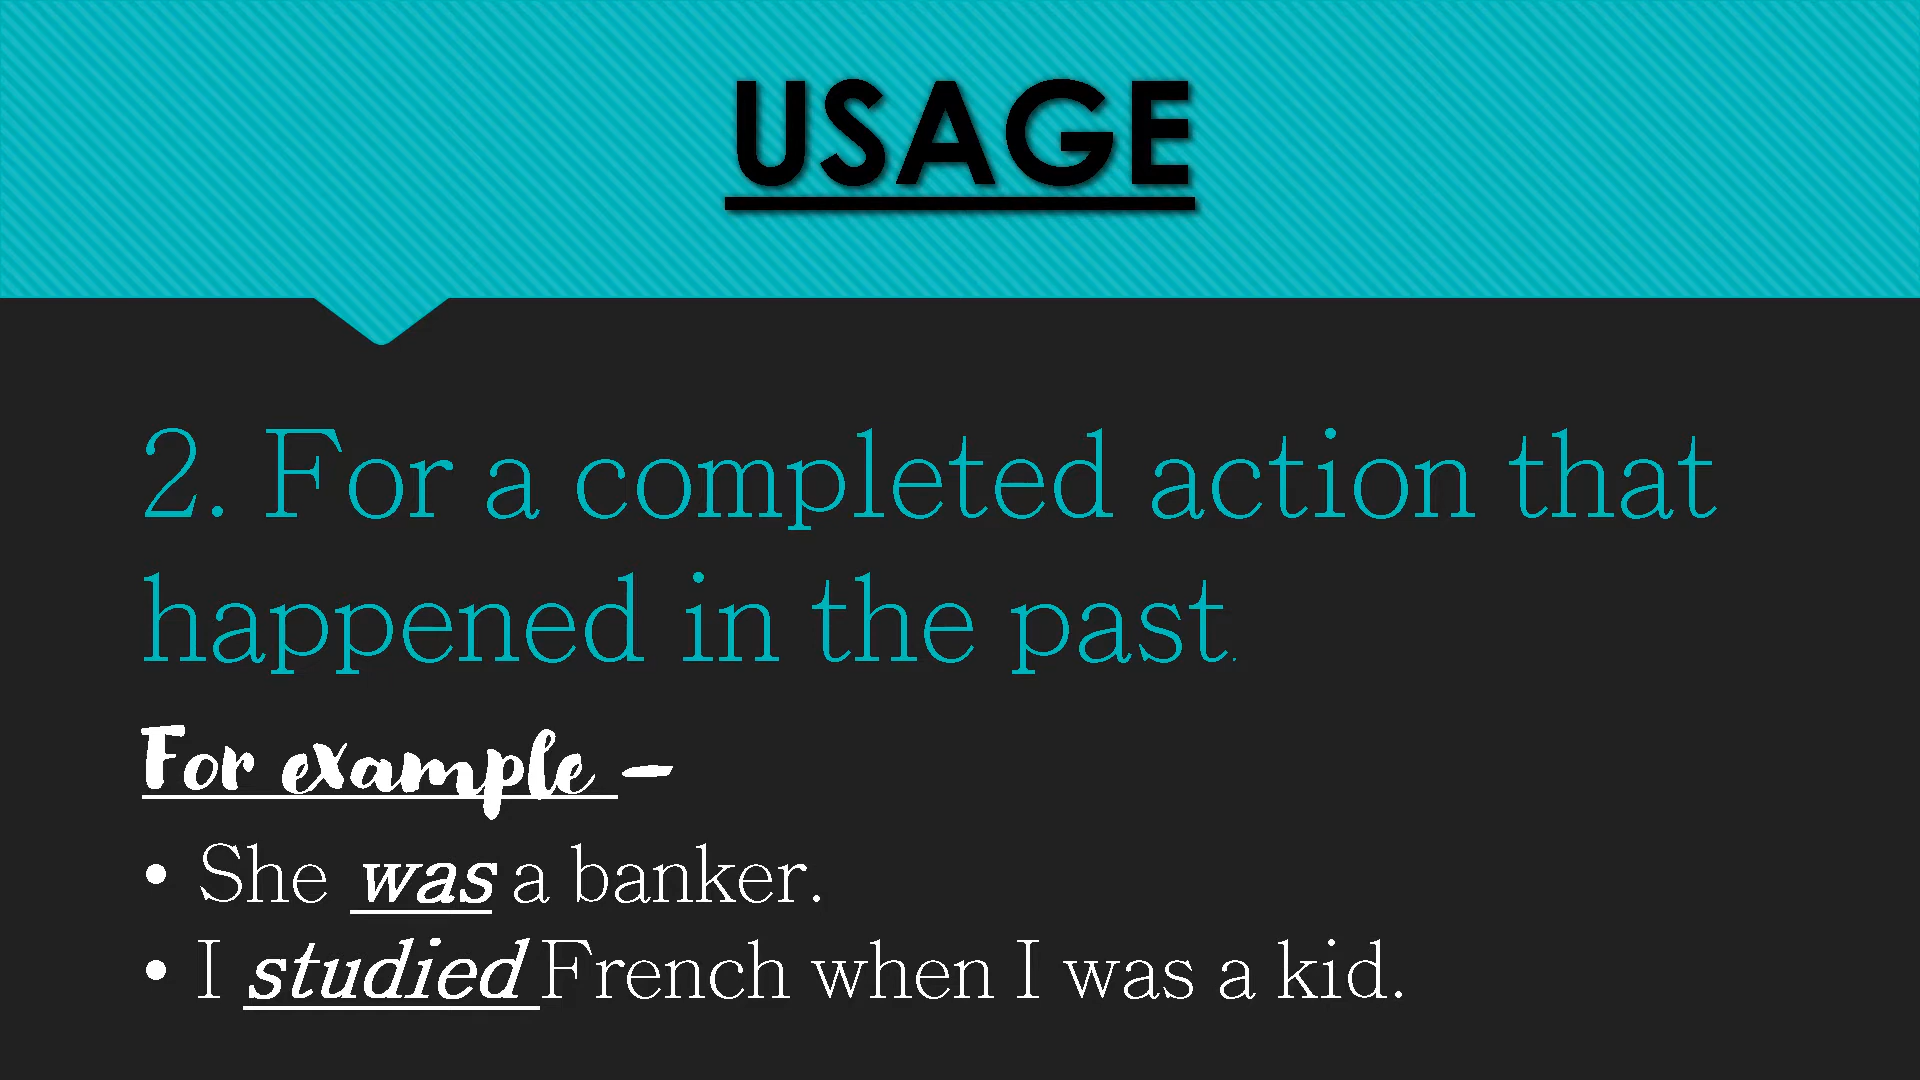 USAGE
2. For a completed action that
happened in the past.
For example –
• She was a banker.
• I studied French when I was a kid.